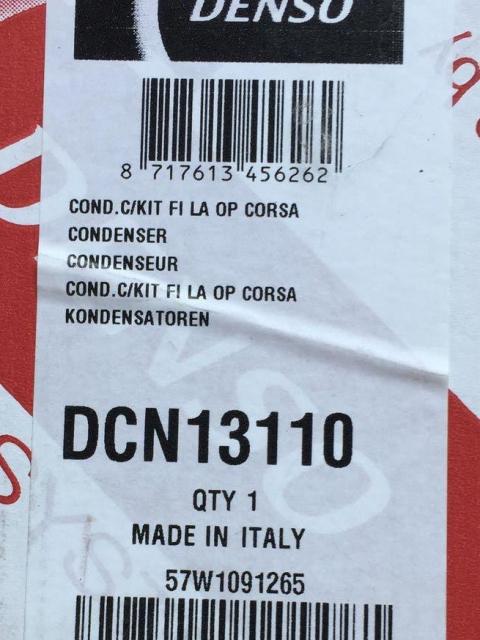 DENSO
8 717613 456262
COND.C/KIT FI LA OP CORSA
CONDENSER
CONDENSEUR
COND.C/KIT FI LA OP CORSA
KONDENSATOREN
DCN13110
QTY 1
MADE IN ITALY
57W1091265